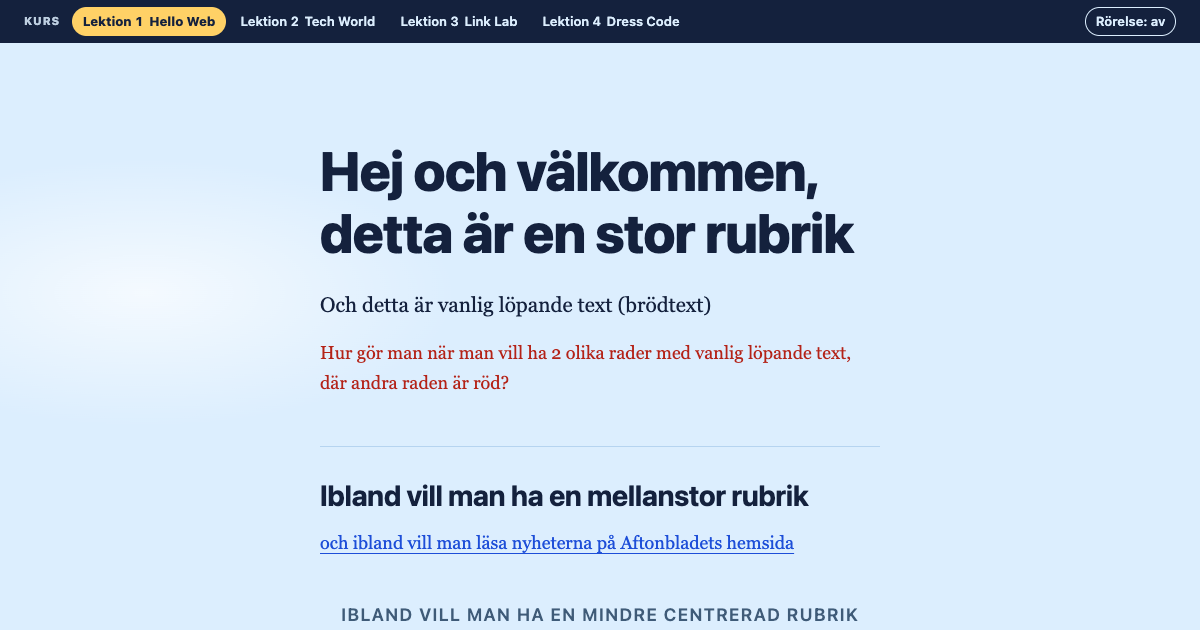 KURS Lektion 1 Hello Web Lektion 2 Tech World Lektion 3 Link Lab Lektion 4 Dress Code Rörelse: av
Hej och välkommen,
detta är en stor rubrik
Och detta är vanlig löpande text (brödtext)
Hur gör man när man vill ha 2 olika rader med vanlig löpande text,
där andra raden är röd?
Ibland vill man ha en mellanstor rubrik
och ibland vill man läsa nyheterna på Aftonbladets hemsida
IBLAND VILL MAN HA EN MINDRE CENTRERAD RUBRIK